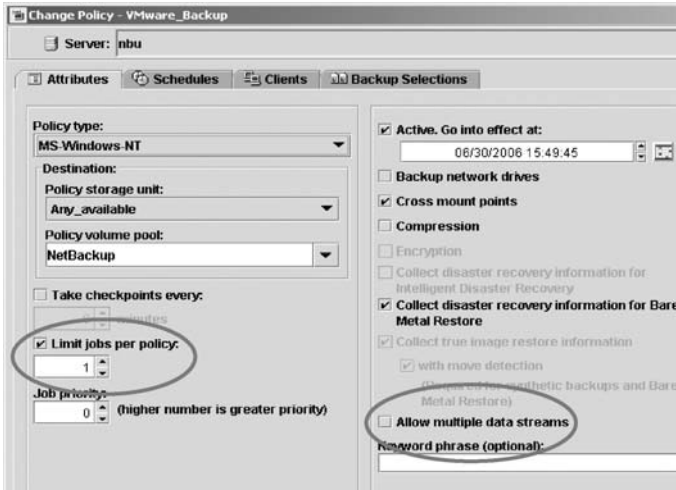 Change Policy - VMware_Backup
Server: nbu
Attributes
Schedules
Clients
Backup Selections
Policy type:
MS-Windows-NT
Destination:
Policy storage unit:
Any_available
Policy volume pool:
NetBackup
Take checkpoints every:
0 minutes
Limit jobs per policy:
1
Job priority:
0 (higher number is greater priority)
Active. Go into effect at:
06/30/2006 15:49:45
Backup network drives
Cross mount points
Compression
Encryption
Collect disaster recovery information for
Intelligent Disaster Recovery
Collect disaster recovery information for Bare
Metal Restore
Collect true image restore information
with move detection
(Required for synthetic backups and Bare
Metal Restore)
Allow multiple data streams
Keyword phrase (optional):